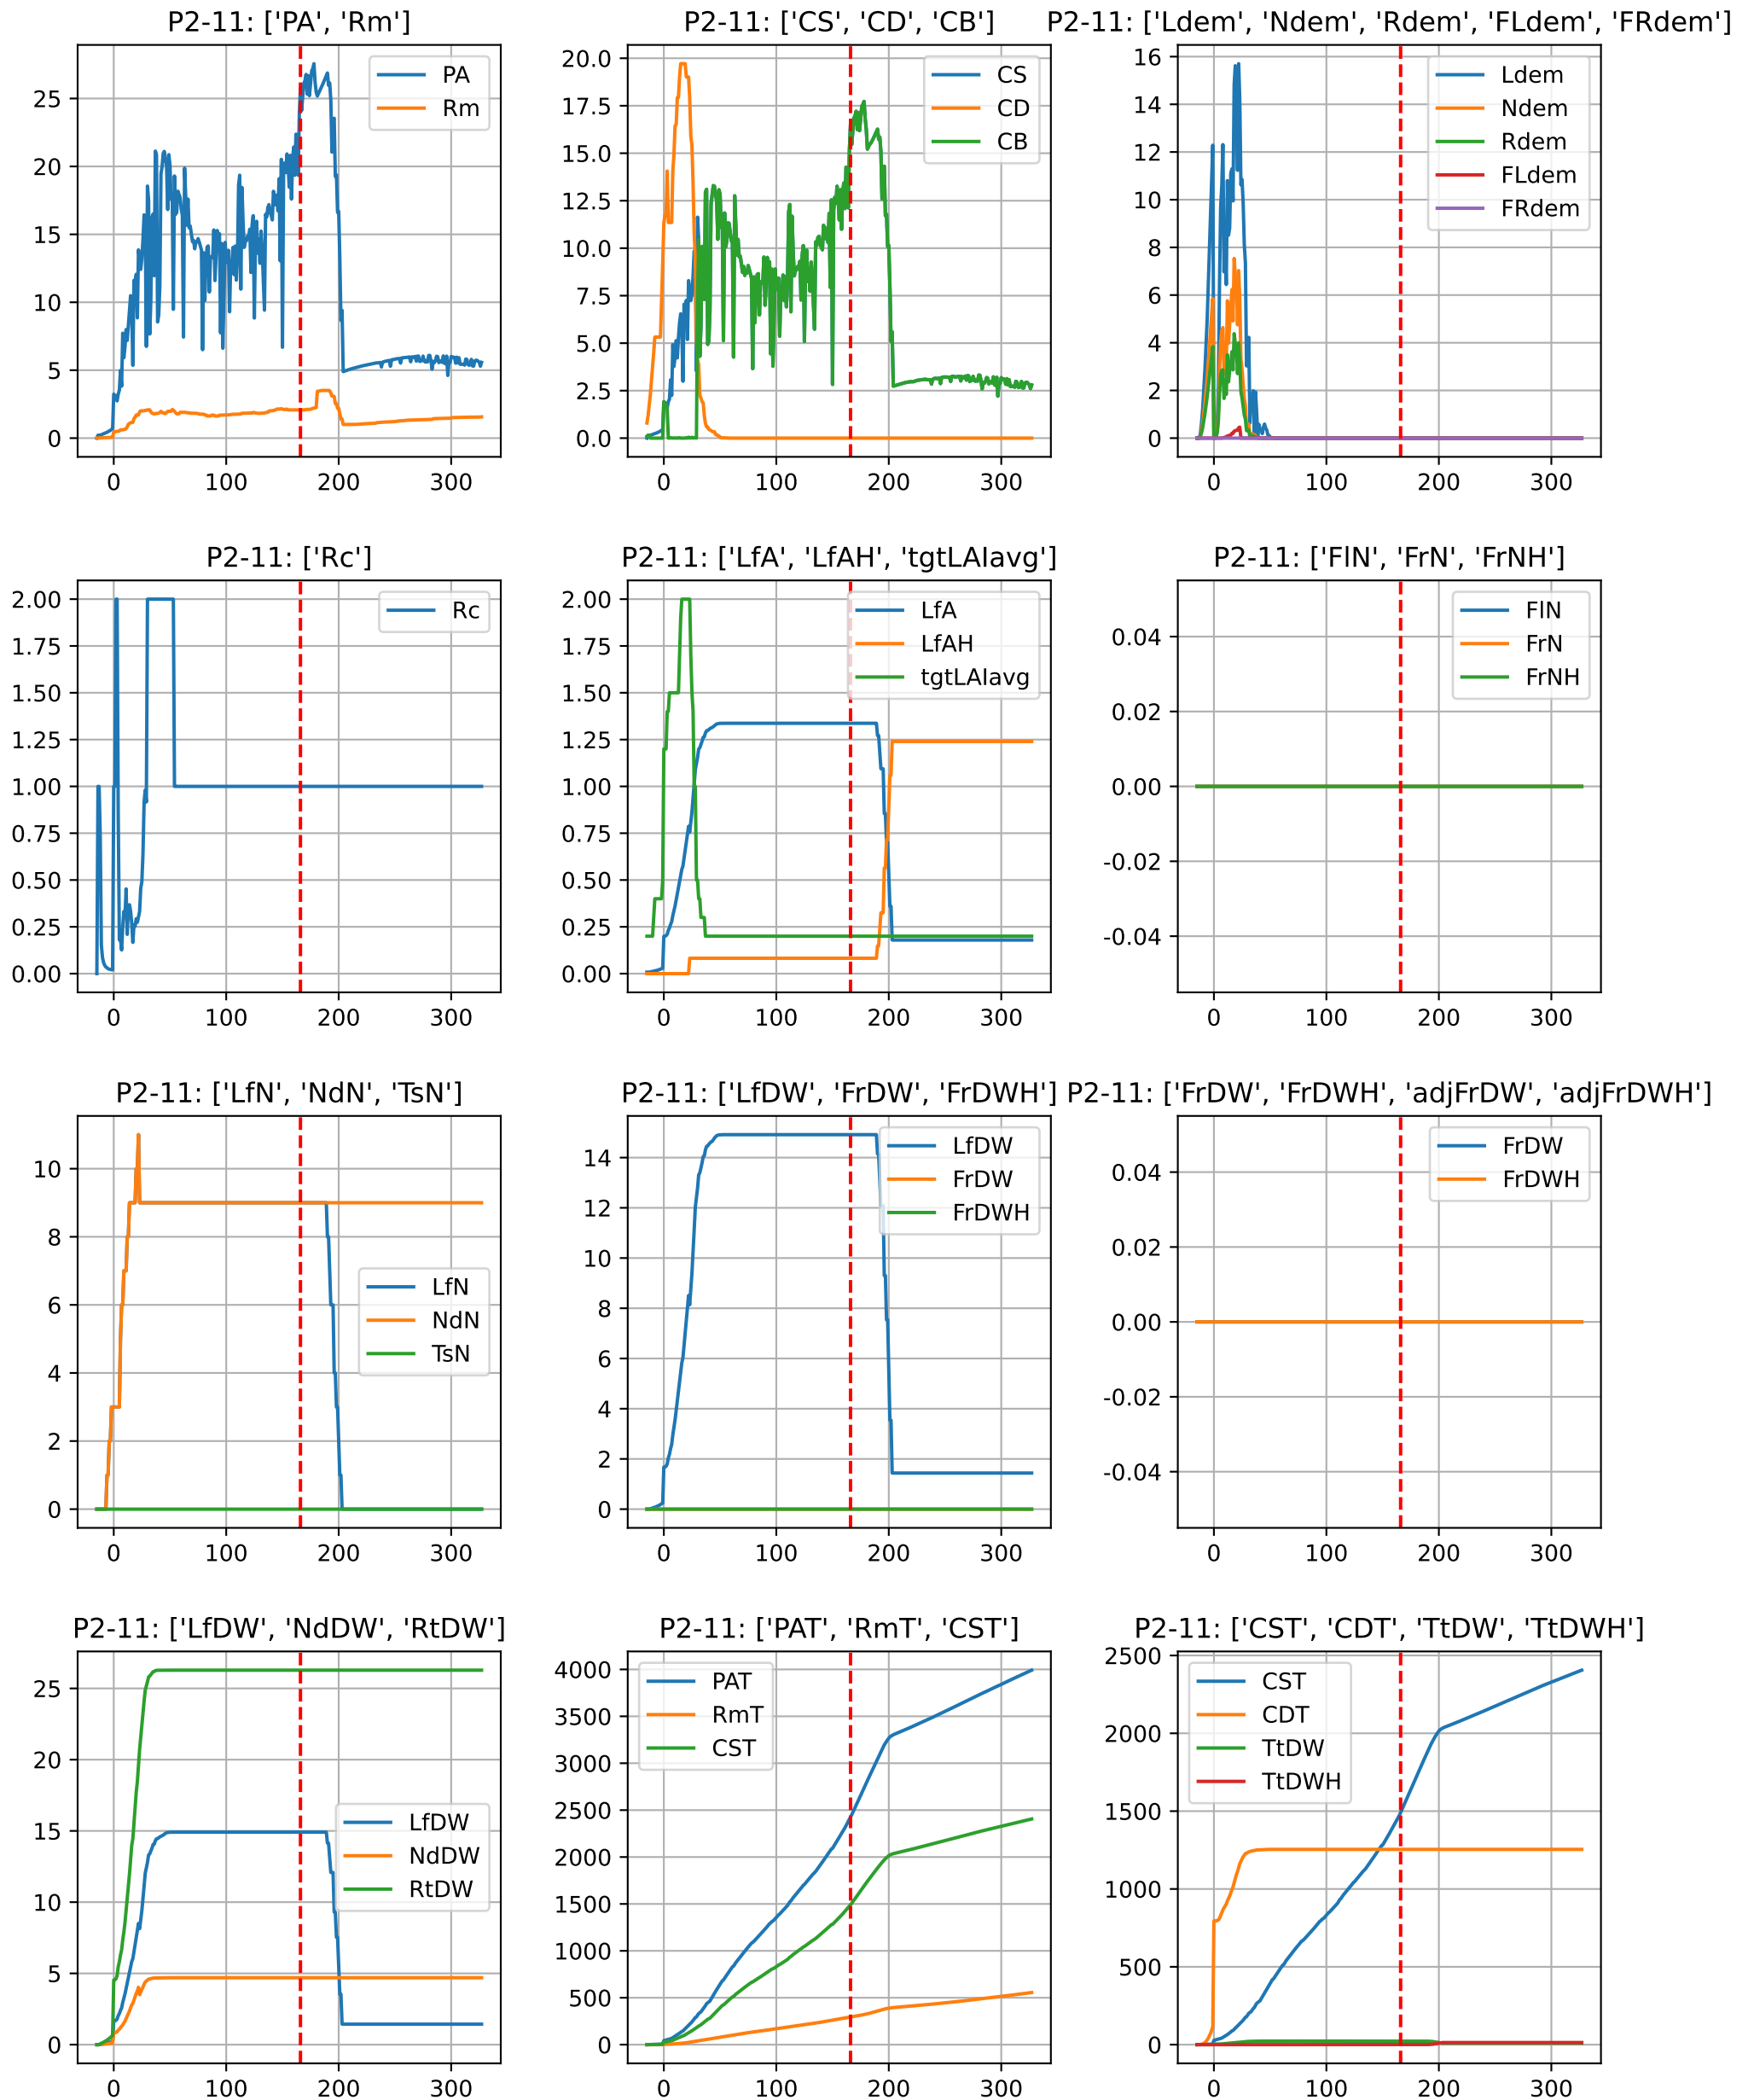 P2-11: ['PA', 'Rm']
PA
Rm
25
20
15
10
5
0
0 100 200 300
P2-11: ['CS', 'CD', 'CB']
CS
CD
CB
20.0
17.5
15.0
12.5
10.0
7.5
5.0
2.5
0.0
0 100 200 300
P2-11: ['Ldem', 'Ndem', 'Rdem', 'FLdem', 'FRdem']
Ldem
Ndem
Rdem
FLdem
FRdem
16
14
12
10
8
6
4
2
0
0 100 200 300
P2-11: ['Rc']
Rc
2.00
1.75
1.50
1.25
1.00
0.75
0.50
0.25
0.00
0 100 200 300
P2-11: ['LfA', 'LfAH', 'tgtLAIavg']
LfA
LfAH
tgtLAIavg
2.00
1.75
1.50
1.25
1.00
0.75
0.50
0.25
0.00
0 100 200 300
P2-11: ['FlN', 'FrN', 'FrNH']
FlN
FrN
FrNH
0.04
0.02
0.00
-0.02
-0.04
0 100 200 300
P2-11: ['LfN', 'NdN', 'TsN']
LfN
NdN
TsN
10
8
6
4
2
0
0 100 200 300
P2-11: ['LfDW', 'FrDW', 'FrDWH']
LfDW
FrDW
FrDWH
14
12
10
8
6
4
2
0
0 100 200 300
P2-11: ['FrDW', 'FrDWH', 'adjFrDW', 'adjFrDWH']
FrDW
FrDWH
0.04
0.02
0.00
-0.02
-0.04
0 100 200 300
P2-11: ['LfDW', 'NdDW', 'RtDW']
LfDW
NdDW
RtDW
25
20
15
10
5
0
0 100 200 300
P2-11: ['PAT', 'RmT', 'CST']
PAT
RmT
CST
4000
3500
3000
2500
2000
1500
1000
500
0
0 100 200 300
P2-11: ['CST', 'CDT', 'TtDW', 'TtDWH']
CST
CDT
TtDW
TtDWH
2500
2000
1500
1000
500
0
0 100 200 300